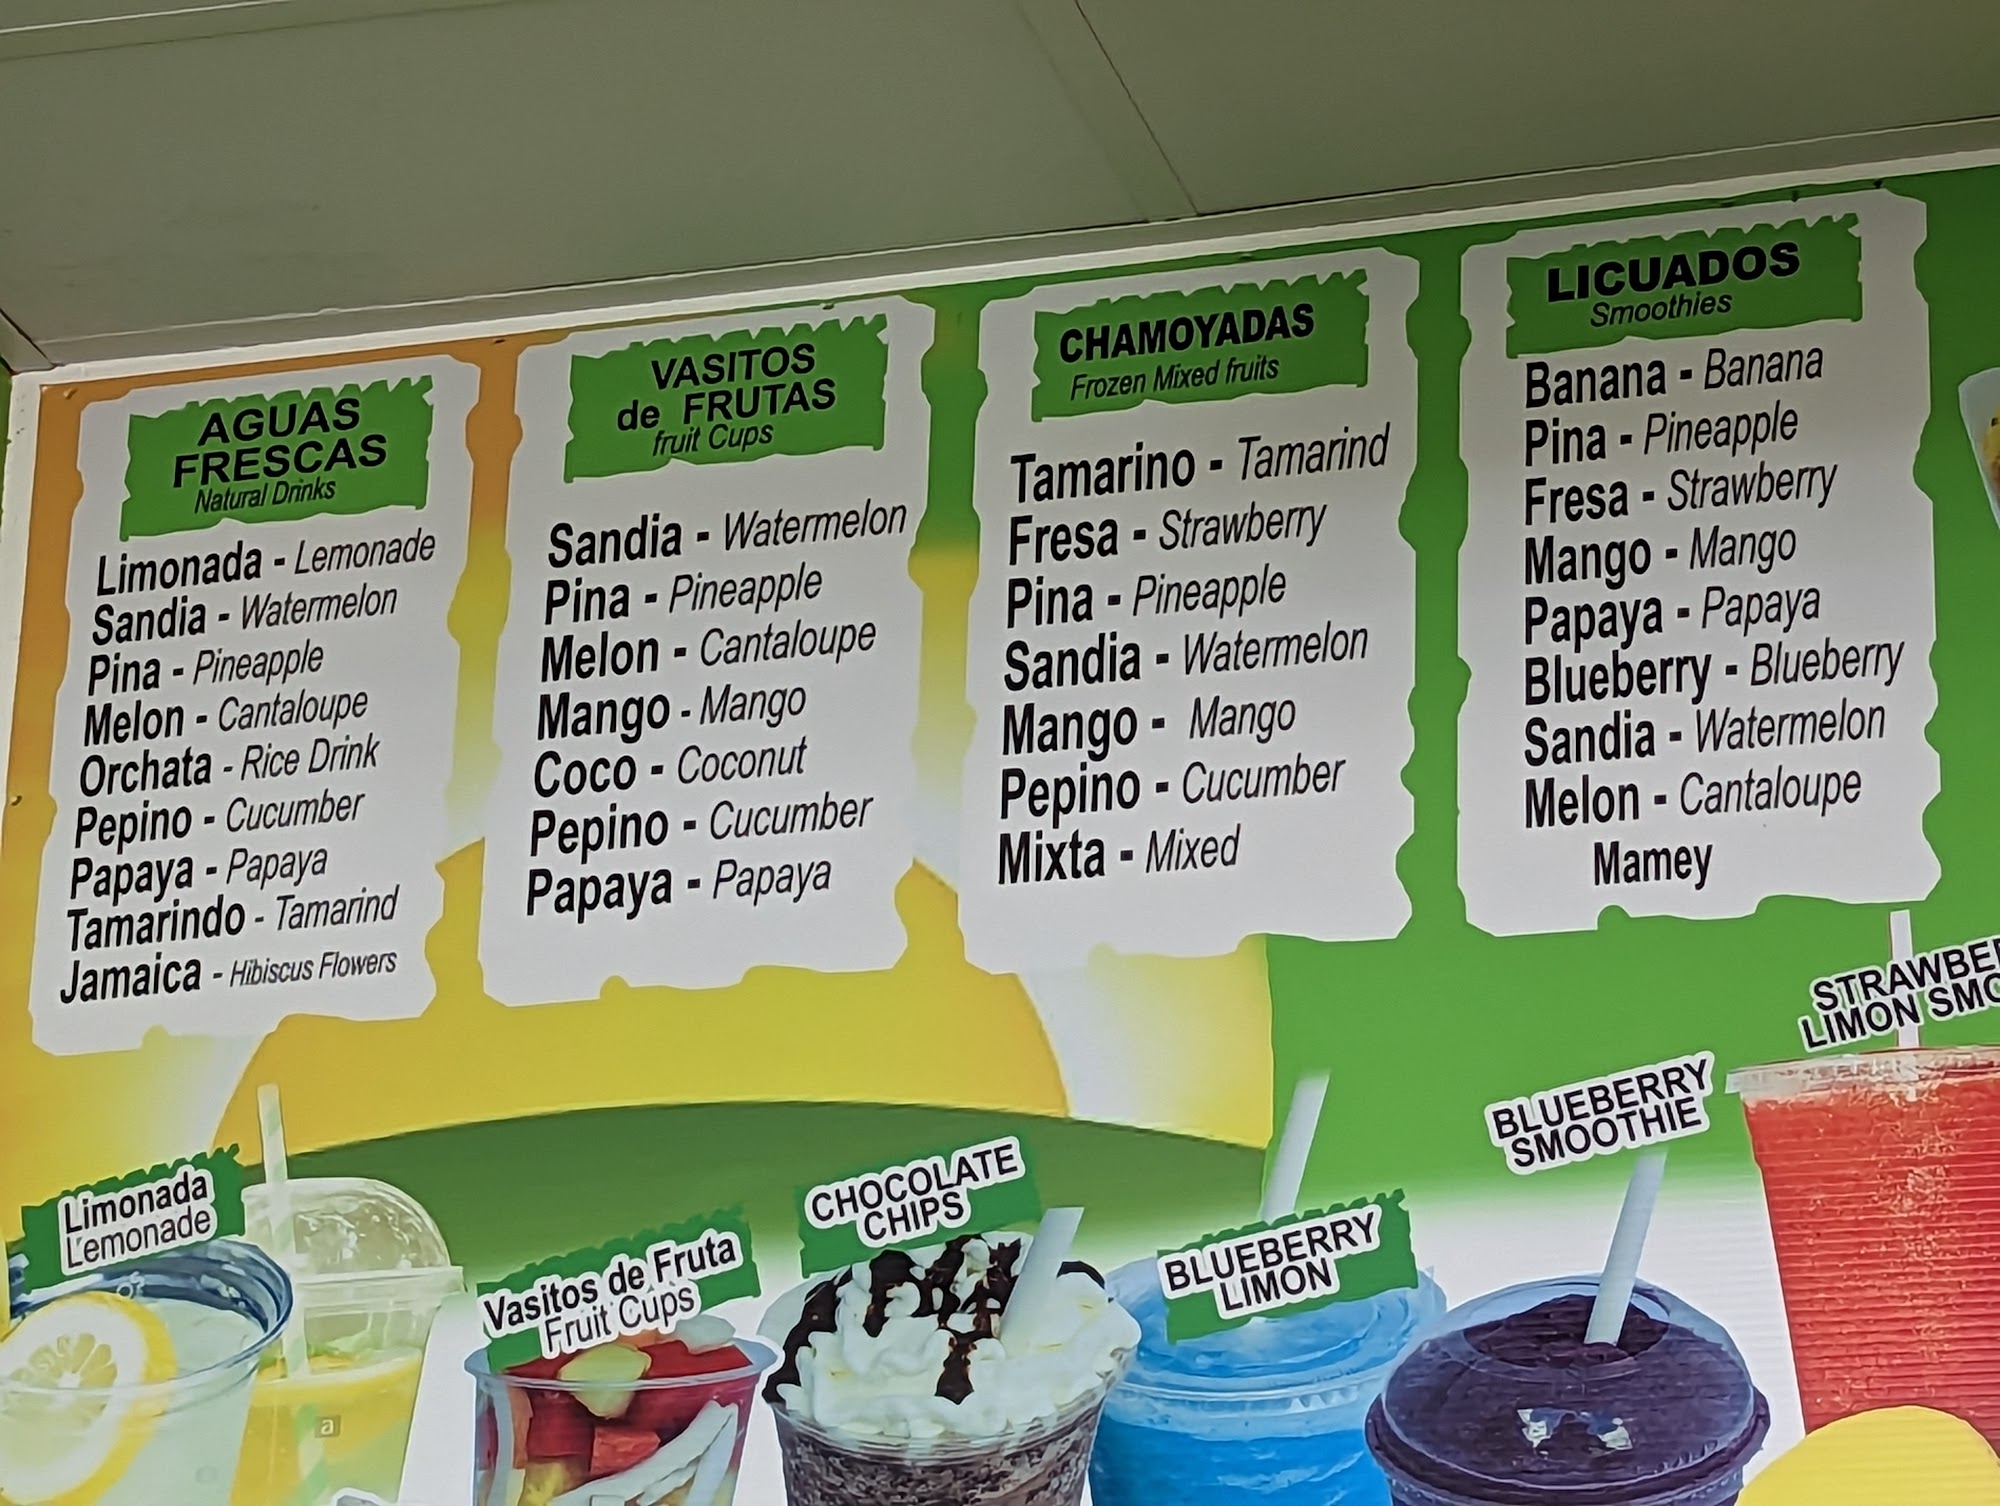 AGUAS
FRESCAS
Natural Drinks
Limonada - Lemonade
Sandia - Watermelon
Pina - Pineapple
Melon - Cantaloupe
Orchata - Rice Drink
Pepino - Cucumber
Papaya - Papaya
Tamarindo - Tamarind
Jamaica - Hibiscus Flowers
VASITOS
de FRUTAS
fruit Cups
Sandia - Watermelon
Pina - Pineapple
Melon - Cantaloupe
Mango - Mango
Coco - Coconut
Pepino - Cucumber
Papaya - Papaya
CHAMOYADAS
Frozen Mixed fruits
Tamarino - Tamarind
Fresa - Strawberry
Pina - Pineapple
Sandia - Watermelon
Mango - Mango
Pepino - Cucumber
Mixta - Mixed
LICUADOS
Smoothies
Banana - Banana
Pina - Pineapple
Fresa - Strawberry
Mango - Mango
Papaya - Papaya
Blueberry - Blueberry
Sandia - Watermelon
Melon - Cantaloupe
Mamey
Limonada
Lemonade
Vasitos de Fruta
Fruit Cups
CHOCOLATE
CHIPS
BLUEBERRY
LIMON
BLUEBERRY
SMOOTHIE
LIMON
a